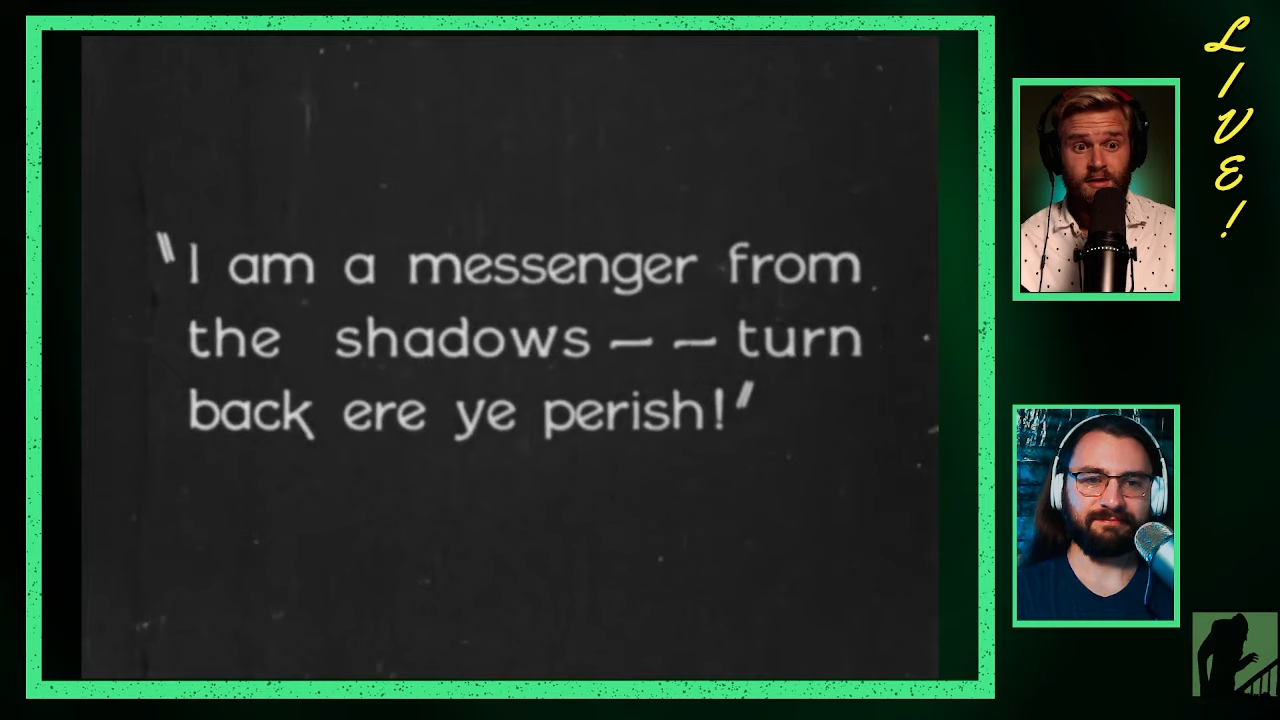 "I am a messenger from
the shadows — — turn
back ere ye perish!"
LIVE!